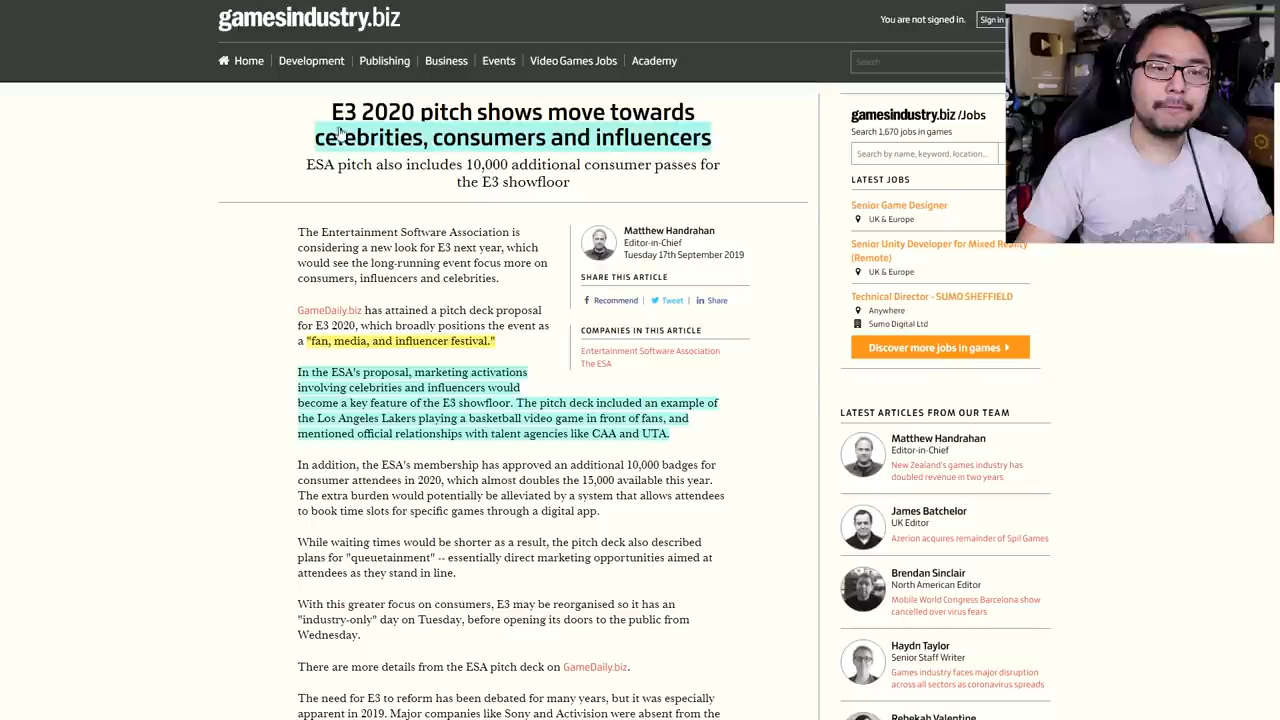 gamesindustry.biz
You are not signed in.
Sign in
Home
Development
Publishing
Business
Events
Video Games Jobs
Academy
Search
E3 2020 pitch shows move towards
celebrities, consumers and influencers
ESA pitch also includes 10,000 additional consumer passes for
the E3 showfloor
The Entertainment Software Association is
considering a new look for E3 next year, which
would see the long-running event focus more on
consumers, influencers and celebrities.
GameDaily.biz has attained a pitch deck proposal
for E3 2020, which broadly positions the event as
a "fan, media, and influencer festival."
In the ESA's proposal, marketing activations
involving celebrities and influencers would
become a key feature of the E3 showfloor. The pitch deck included an example of
the Los Angeles Lakers playing a basketball video game in front of fans, and
mentioned official relationships with talent agencies like CAA and UTA.
In addition, the ESA's membership has approved an additional 10,000 badges for
consumer attendees in 2020, which almost doubles the 15,000 available this year.
The extra burden would potentially be alleviated by a system that allows attendees
to book time slots for specific games through a digital app.
While waiting times would be shorter as a result, the pitch deck also described
plans for "queuetainment" -- essentially direct marketing opportunities aimed at
attendees as they stand in line.
With this greater focus on consumers, E3 may be reorganised so it has an
"industry-only" day on Tuesday, before opening its doors to the public from
Wednesday.
There are more details from the ESA pitch deck on GameDaily.biz.
The need for E3 to reform has been debated for many years, but it was especially
apparent in 2019. Major companies like Sony and Activision were absent from the
Matthew Handrahan
Editor-in-Chief
Tuesday 17th September 2019
SHARE THIS ARTICLE
Recommend
Tweet
Share
COMPANIES IN THIS ARTICLE
Entertainment Software Association
The ESA
gamesindustry.biz /Jobs
Search 1,670 jobs in games
Search by name, keyword, location...
LATEST JOBS
Senior Game Designer
UK & Europe
Senior Unity Developer for Mixed Reality
(Remote)
UK & Europe
Technical Director - SUMO SHEFFIELD
Anywhere
Sumo Digital Ltd
Discover more jobs in games
LATEST ARTICLES FROM OUR TEAM
Matthew Handrahan
Editor-in-Chief
New Zealand's games industry has
doubled revenue in two years
James Batchelor
UK Editor
Azerion acquires remainder of Spil Games
Brendan Sinclair
North American Editor
Mobile World Congress Barcelona show
cancelled over virus fears
Haydn Taylor
Senior Staff Writer
Games industry faces major disruption
across all sectors as coronavirus spreads
Rebekah Valentine